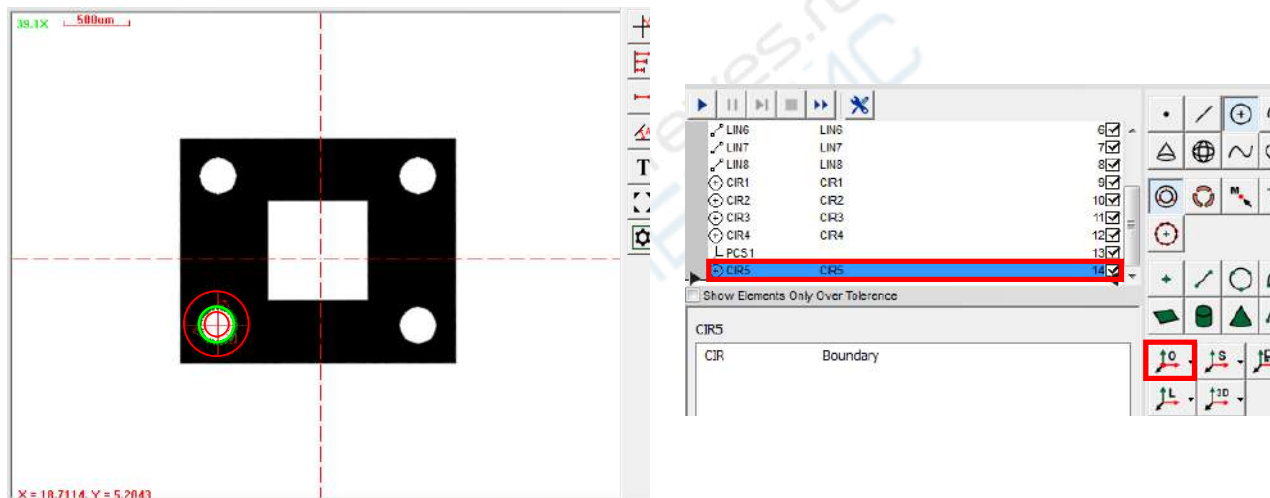 39.1X 500um
T
X = 18.7114, Y = 5.2043
LIN6 LIN6 6
LIN7 LIN7 7
LIN8 LIN8 8
CIR1 CIR1 9
CIR2 CIR2 10
CIR3 CIR3 11
CIR4 CIR4 12
PCS1 13
CIR5 CIR5 14
Show Elements Only Over Tolerence
CIR5
CIR Boundary
M
O S
L 3D